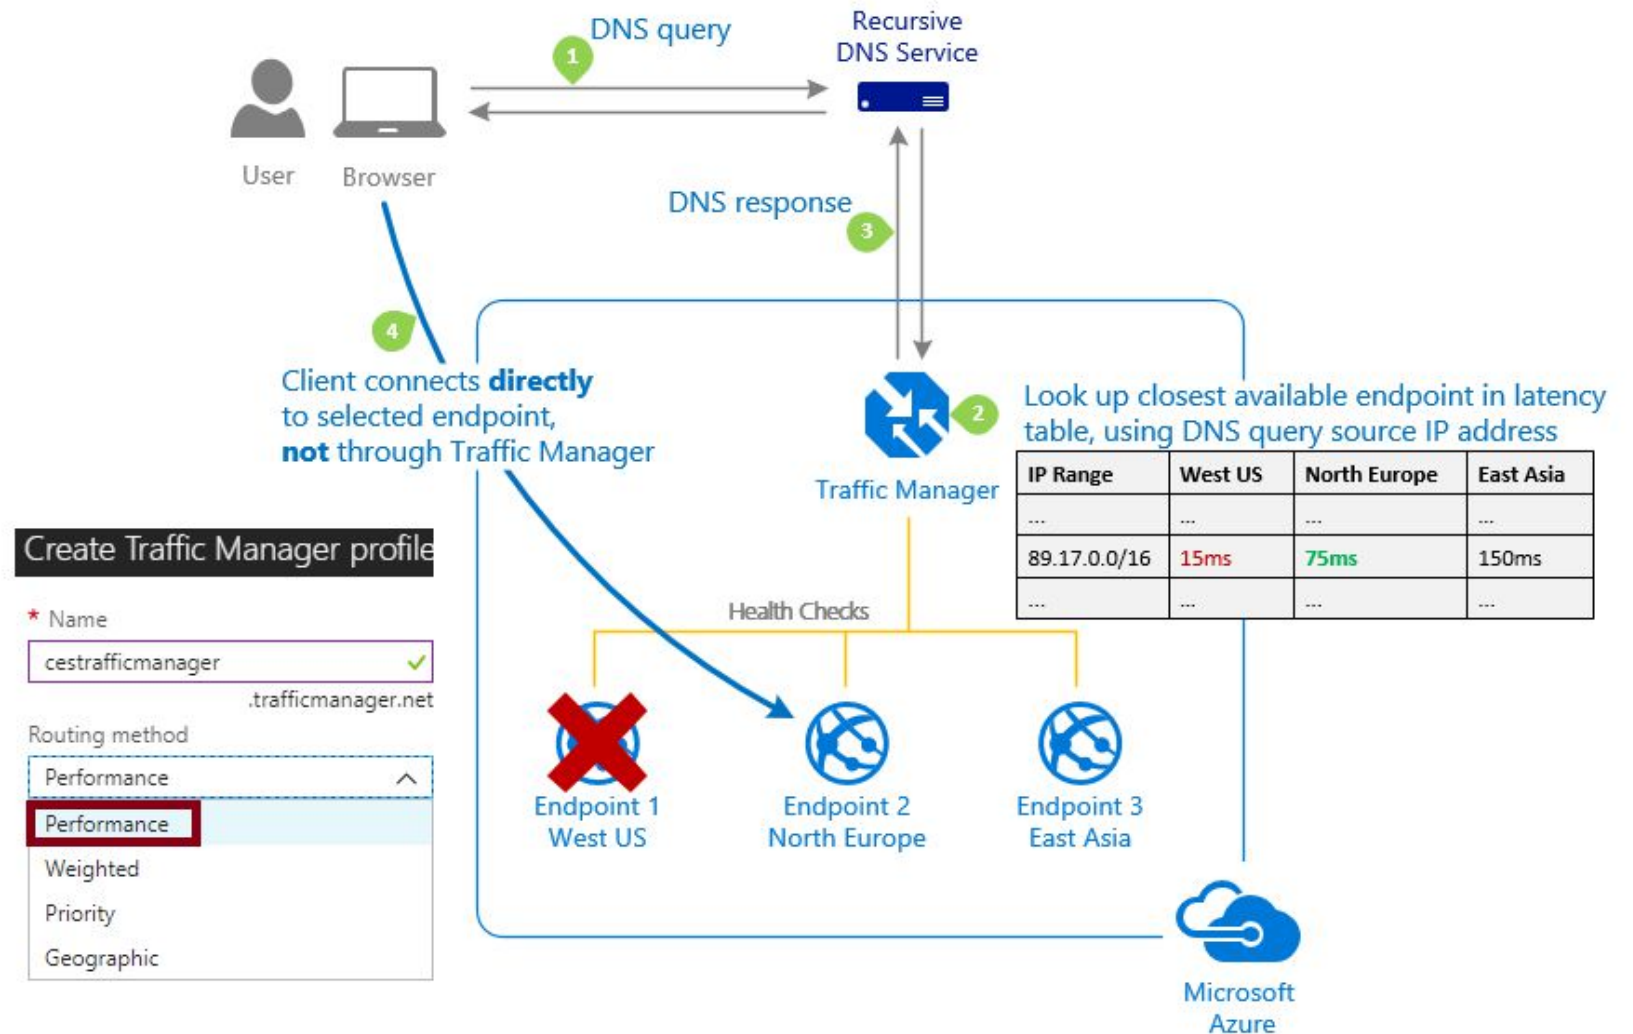 DNS query
1
Recursive
DNS Service
User
Browser
DNS response
3
4
Client connects directly
to selected endpoint,
not through Traffic Manager
2
Look up closest available endpoint in latency
table, using DNS query source IP address
Traffic Manager
IP Range West US North Europe East Asia
... ... ... ...
89.17.0.0/16 15ms 75ms 150ms
... ... ... ...
Health Checks
Endpoint 1
West US
Endpoint 2
North Europe
Endpoint 3
East Asia
Microsoft
Azure
Create Traffic Manager profile
* Name
cestrafficmanager
.trafficmanager.net
Routing method
Performance
Performance
Weighted
Priority
Geographic